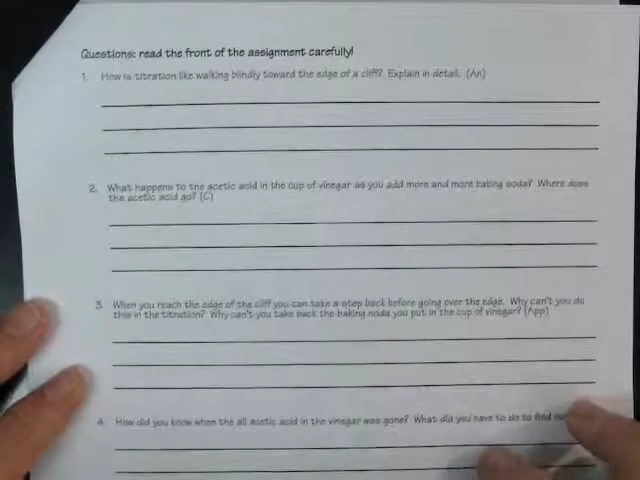 Questions: read the front of the assignment carefully!
1. How is titration like walking blindly toward the edge of a cliff? Explain in detail. (An)
2. What happens to the acetic acid in the cup of vinegar as you add more and more baking soda? Where does
the acetic acid go? (C)
3. When you reach the edge of the cliff you can take a step back before going over the edge. Why can't you do
this in the titration? Why can't you take back the baking soda you put in the cup of vinegar? (App)
4. How did you know when the all acetic acid in the vinegar was gone? What did you have to do to find